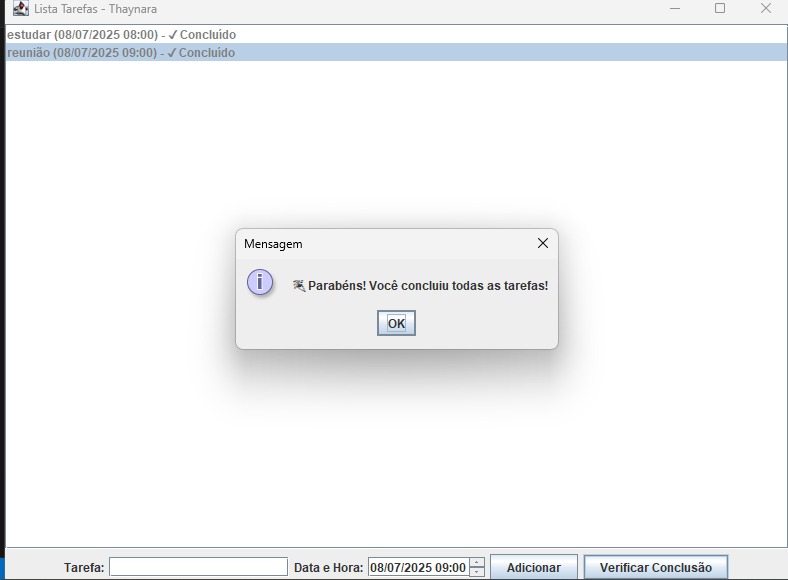 Lista Tarefas - Thaynara
estudar (08/07/2025 08:00) - ✓ Concluído
reunião (08/07/2025 09:00) - ✓ Concluído
Mensagem
Parabéns! Você concluiu todas as tarefas!
OK
Tarefa: Data e Hora: 08/07/2025 09:00 Adicionar Verificar Conclusão